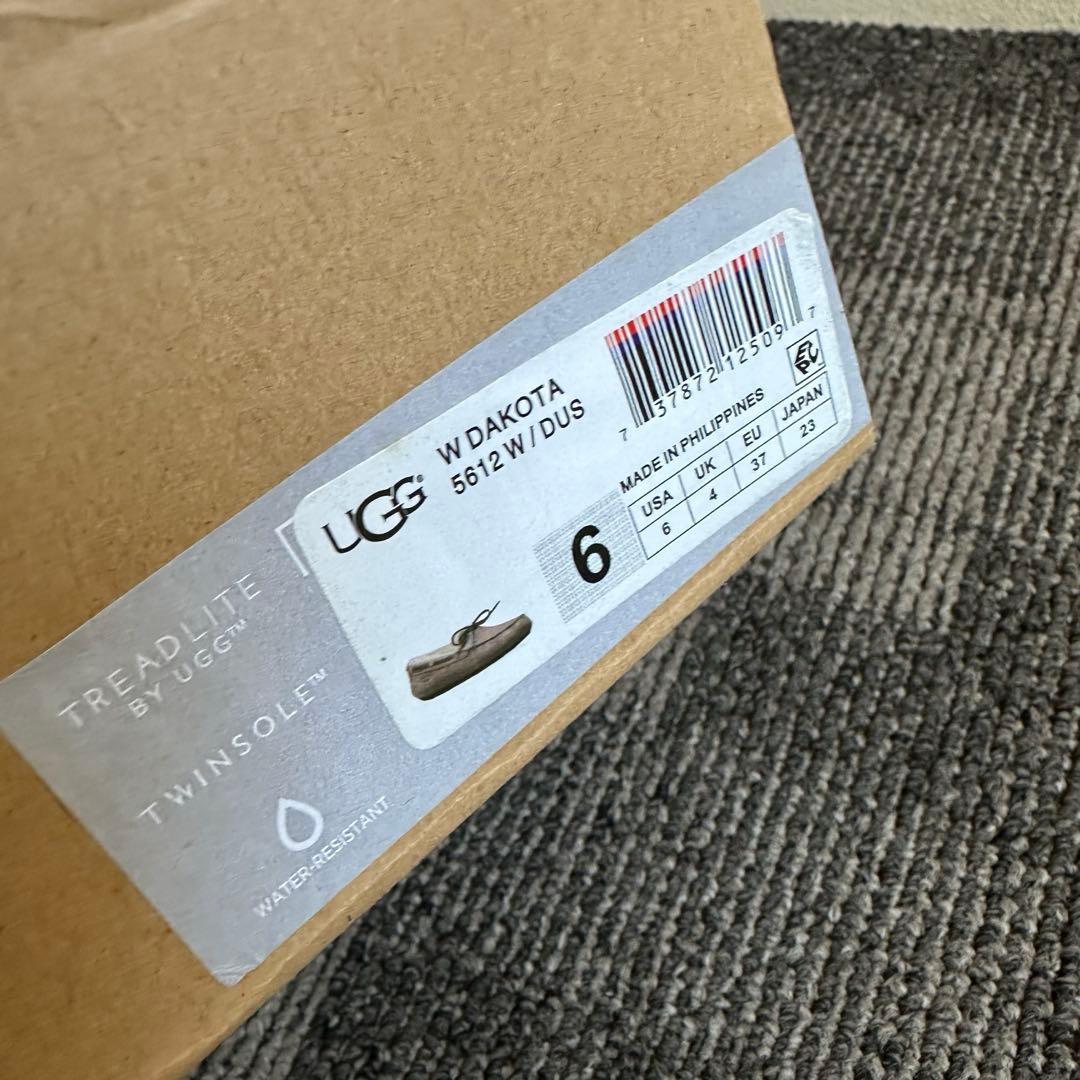 UGG®
W DAKOTA
5612 W / DUS
7 37872 12509 7
MADE IN PHILIPPINES
USA UK EU JAPAN
6 4 37 23
6
TREADLITE
BY UGG™
TWINSOLE™
WATER-RESISTANT